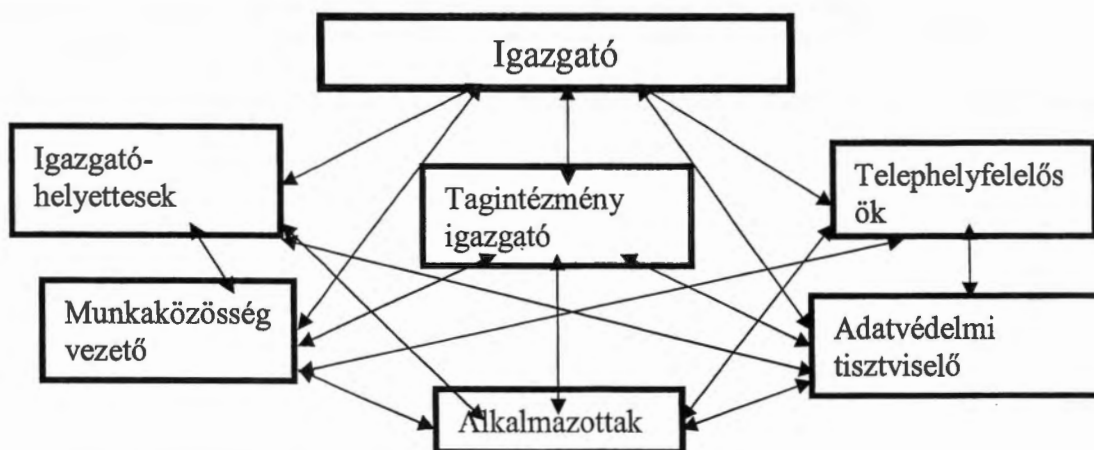 Igazgató
Igazgató-
helyettesek
Tagintézmény
igazgató
Telephelyfelelős
ök
Munkaközösség
vezető
Adatvédelmi
tisztviselő
Alkalmazottak